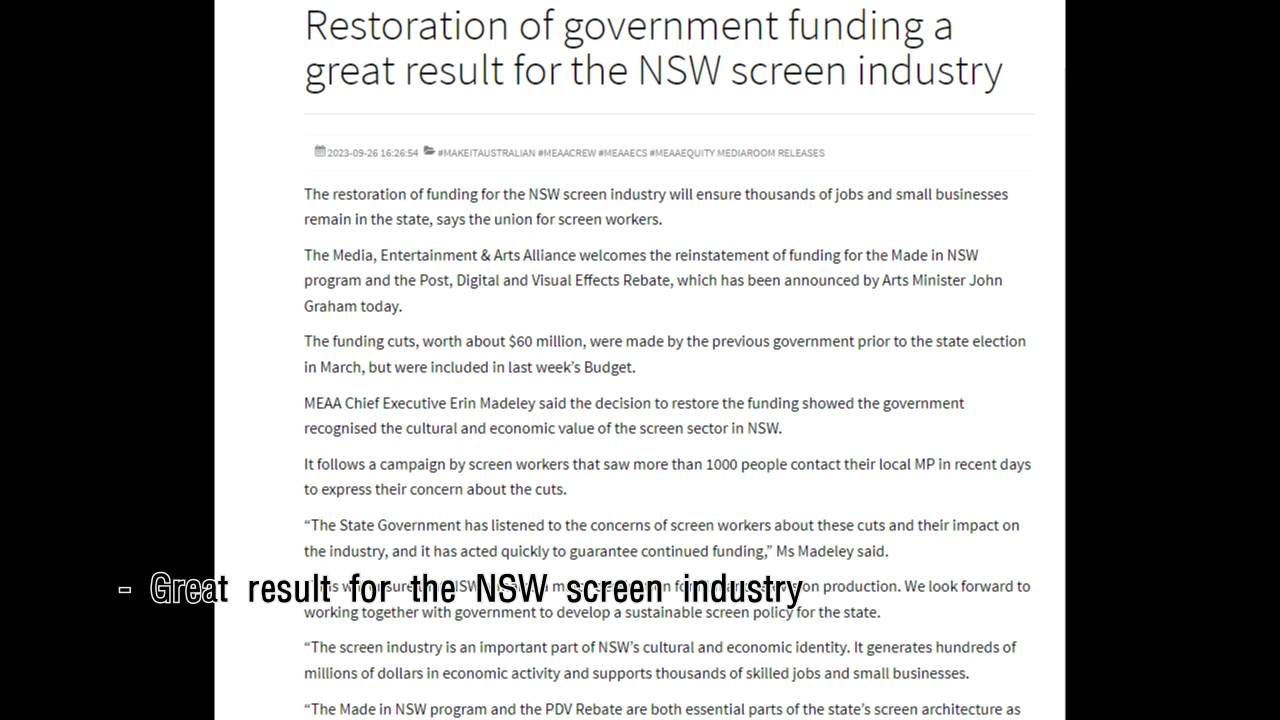 Restoration of government funding a
great result for the NSW screen industry
2023-09-26 16:26:54 #MAKEITAUSTRALIAN #MEAACREW #MEAAECS #MEAAEQUITY MEDIAROOM RELEASES
The restoration of funding for the NSW screen industry will ensure thousands of jobs and small businesses
remain in the state, says the union for screen workers.
The Media, Entertainment & Arts Alliance welcomes the reinstatement of funding for the Made in NSW
program and the Post, Digital and Visual Effects Rebate, which has been announced by Arts Minister John
Graham today.
The funding cuts, worth about $60 million, were made by the previous government prior to the state election
in March, but were included in last week’s Budget.
MEAA Chief Executive Erin Madeley said the decision to restore the funding showed the government
recognised the cultural and economic value of the screen sector in NSW.
It follows a campaign by screen workers that saw more than 1000 people contact their local MP in recent days
to express their concern about the cuts.
“The State Government has listened to the concerns of screen workers about these cuts and their impact on
the industry, and it has acted quickly to guarantee continued funding,” Ms Madeley said.
production. We look forward to
- Great result for the NSW screen industry
working together with government to develop a sustainable screen policy for the state.
“The screen industry is an important part of NSW’s cultural and economic identity. It generates hundreds of
millions of dollars in economic activity and supports thousands of skilled jobs and small businesses.
“The Made in NSW program and the PDV Rebate are both essential parts of the state’s screen architecture as